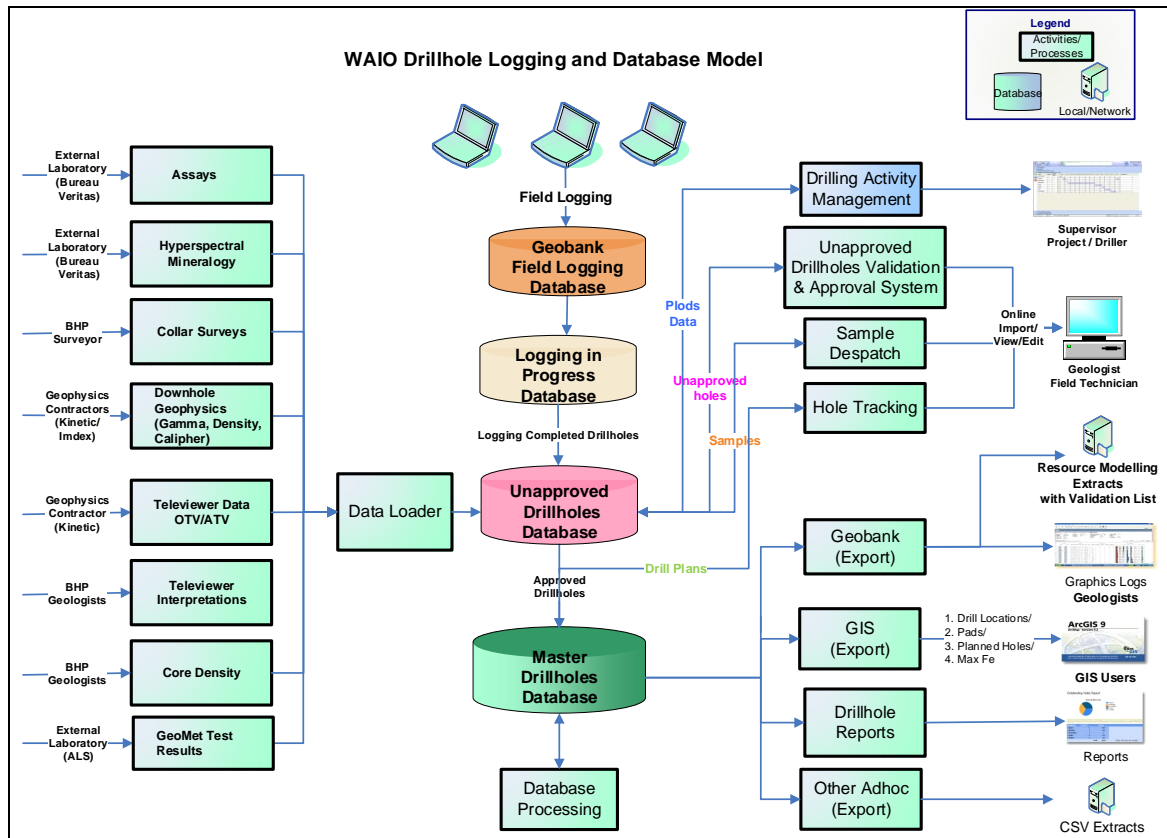 WAIO Drillhole Logging and Database Model
Legend
Activities/
Processes
Database
Local/Network
External
Laboratory
(Bureau
Veritas)
Assays
External
Laboratory
(Bureau
Veritas)
Hyperspectral
Mineralogy
BHP
Surveyor
Collar Surveys
Geophysics
Contractors
(Kinetic/
Index)
Downhole
Geophysics
(Gamma, Density,
Calipher)
Geophysics
Contractor
(Kinetic)
Televiewer Data
OTV/ATV
BHP
Geologists
Televiewer
Interpretations
BHP
Geologists
Core Density
External
Laboratory
(ALS)
GeoMet Test
Results
Data Loader
Field Logging
Geobank
Field Logging
Database
Logging in
Progress
Database
Logging Completed Drillholes
Unapproved
Drillholes
Database
Approved
Drillholes
Master
Drillholes
Database
Database
Processing
Plods
Data
Unapproved
holes
Samples
Drill Plans
Drilling Activity
Management
Supervisor
Project / Driller
Unapproved
Drillholes Validation
& Approval System
Sample
Despatch
Hole Tracking
Online
Import/
View/Edit
Geologist
Field Technician
Resource Modelling
Extracts
with Validation List
Geobank
(Export)
Graphics Logs
Geologists
GIS
(Export)
1. Drill Locations/
2. Pads/
3. Planned Holes/
4. Max Fe
ArcGIS 9
GIS Users
Drillhole
Reports
Reports
Other Adhoc
(Export)
CSV Extracts